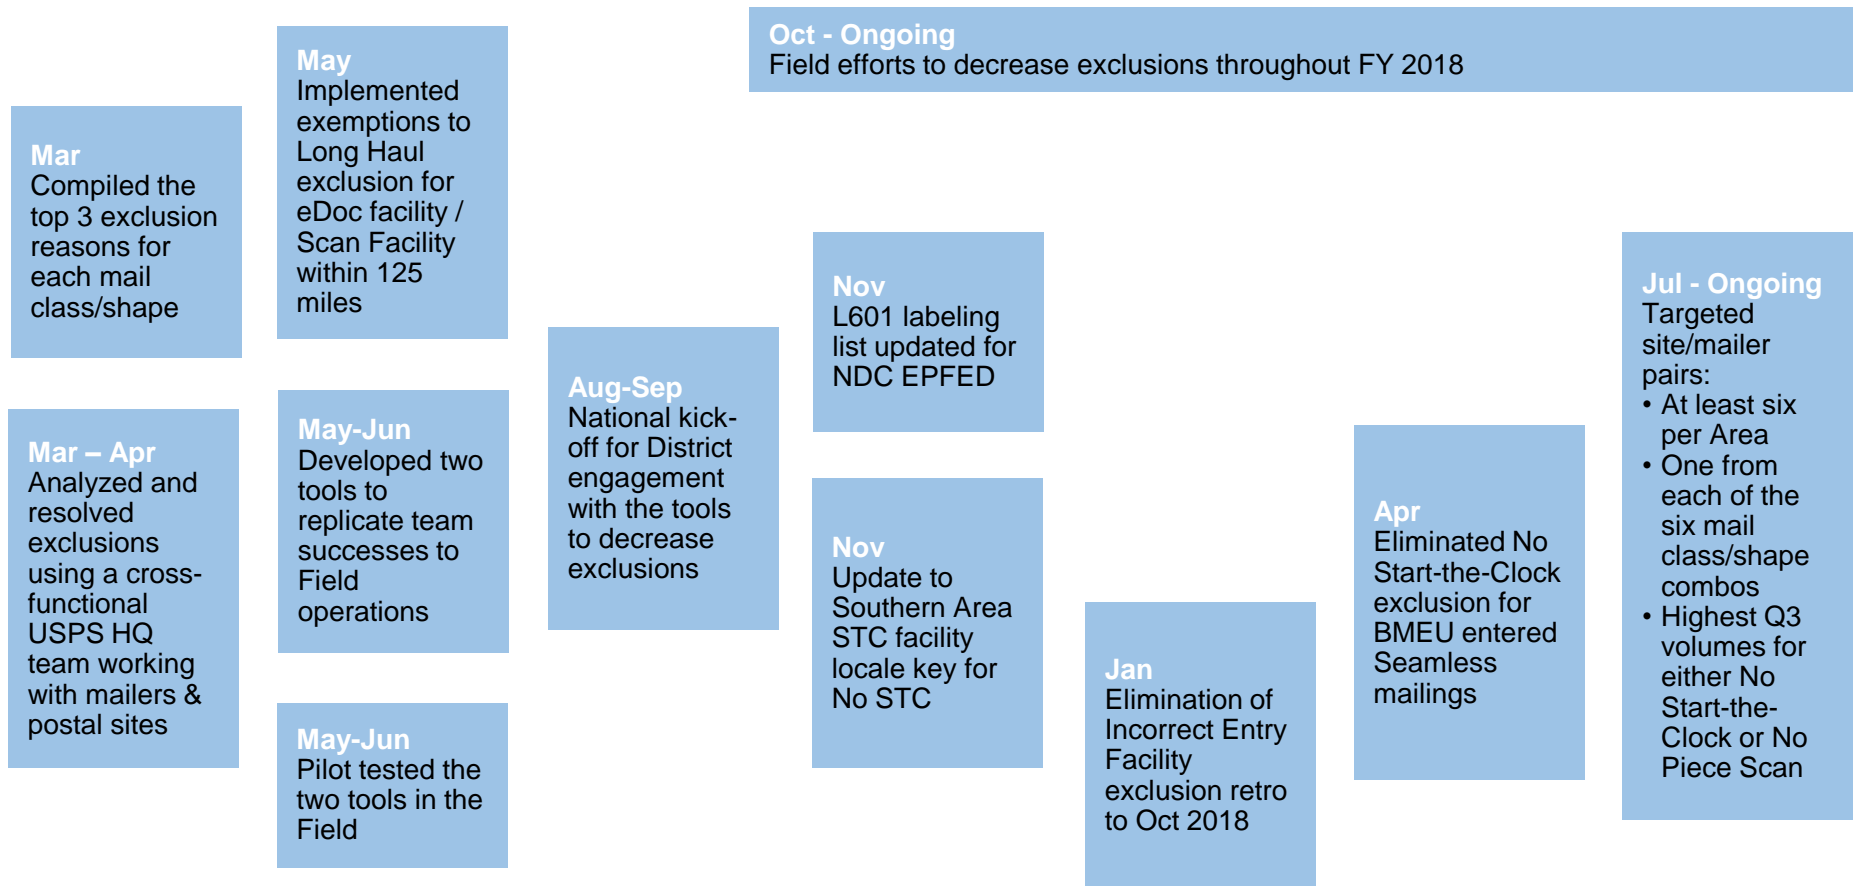 Mar
Compiled the
top 3 exclusion
reasons for
each mail
class/shape
Mar – Apr
Analyzed and
resolved
exclusions
using a cross-
functional
USPS HQ
team working
with mailers &
postal sites
May
Implemented
exemptions to
Long Haul
exclusion for
eDoc facility /
Scan Facility
within 125
miles
May-Jun
Developed two
tools to
replicate team
successes to
Field
operations
May-Jun
Pilot tested the
two tools in the
Field
Aug-Sep
National kick-
off for District
engagement
with the tools
to decrease
exclusions
Oct - Ongoing
Field efforts to decrease exclusions throughout FY 2018
Nov
L601 labeling
list updated for
NDC EPFED
Nov
Update to
Southern Area
STC facility
locale key for
No STC
Jan
Elimination of
Incorrect Entry
Facility
exclusion retro
to Oct 2018
Apr
Eliminated No
Start-the-Clock
exclusion for
BMEU entered
Seamless
mailings
Jul - Ongoing
Targeted
site/mailer
pairs:
• At least six
per Area
• One from
each of the
six mail
class/shape
combos
• Highest Q3
volumes for
either No
Start-the-
Clock or No
Piece Scan